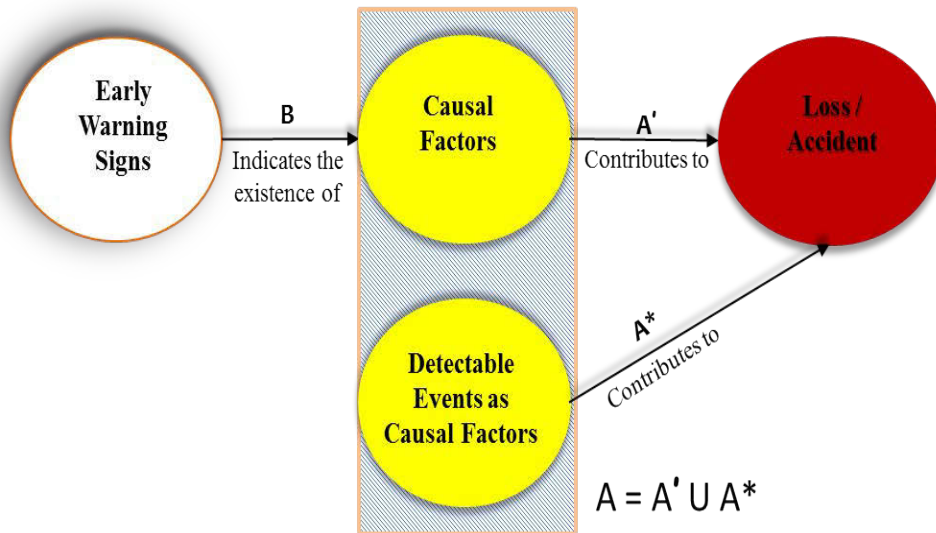 Early
Warning
Signs
B
Indicates the
existence of
Causal
Factors
A'
Contributes to
Loss /
Accident
Detectable
Events as
Causal Factors
A*
Contributes to
A = A' U A*